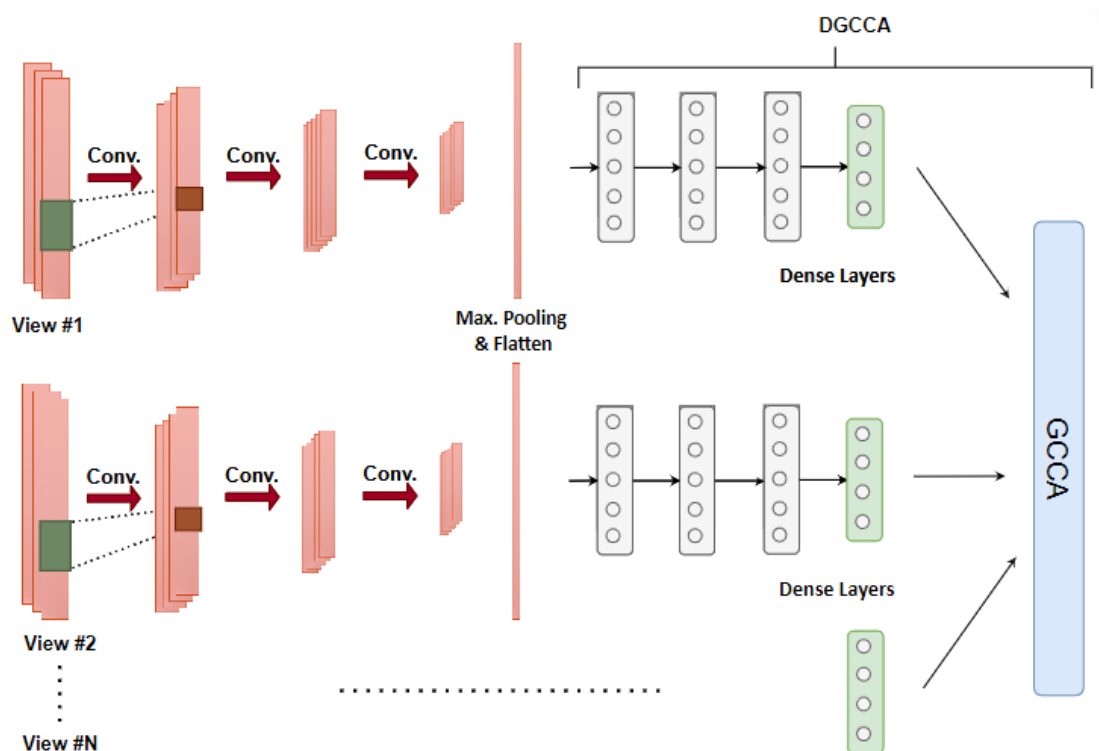 DGCCA
Conv.
Conv.
Conv.
Dense Layers
View #1
Max. Pooling
& Flatten
Conv.
Conv.
Conv.
GCCA
Dense Layers
View #2
View #N